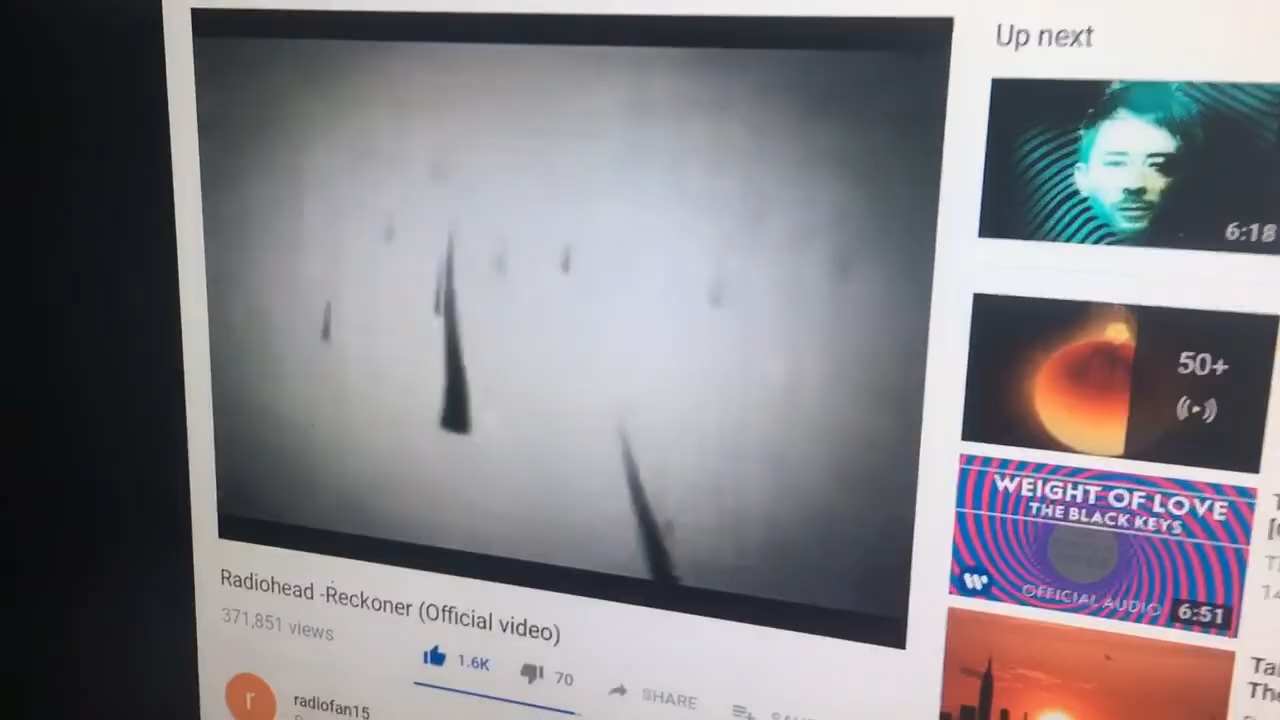 Up next
6:18
50+
WEIGHT OF LOVE
THE BLACK KEYS
OFFICIAL AUDIO
6:51
Radiohead -Reckoner (Official video)
371,851 views
1.6K
70
SHARE
r
radiofan15